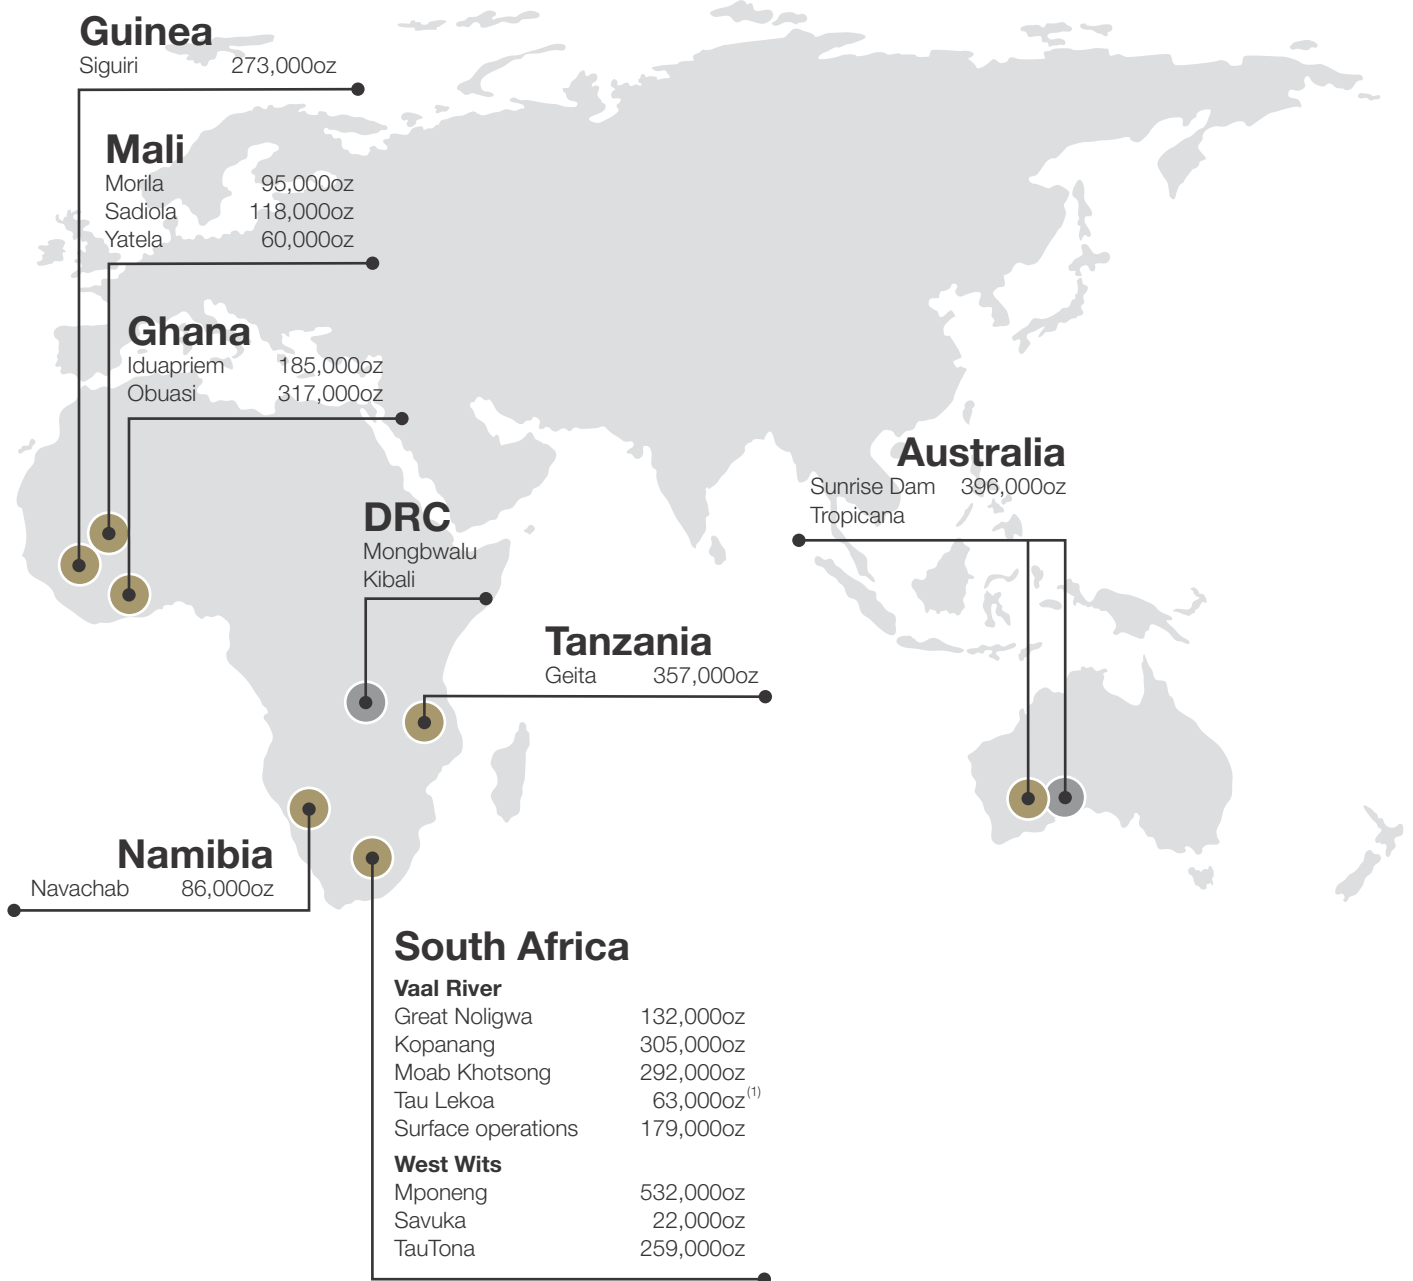 Guinea
Siguiri 273,000oz
Mali
Morila 95,000oz
Sadiola 118,000oz
Yatela 60,000oz
Ghana
Iduapriem 185,000oz
Obuasi 317,000oz
Australia
Sunrise Dam 396,000oz
Tropicana
DRC
Mongbwalu
Kibali
Tanzania
Geita 357,000oz
Namibia
Navachab 86,000oz
South Africa
Vaal River
Great Noligwa 132,000oz
Kopanang 305,000oz
Moab Khotsong 292,000oz
Tau Lekoa 63,000oz(1)
Surface operations 179,000oz
West Wits
Mponeng 532,000oz
Savuka 22,000oz
TauTona 259,000oz